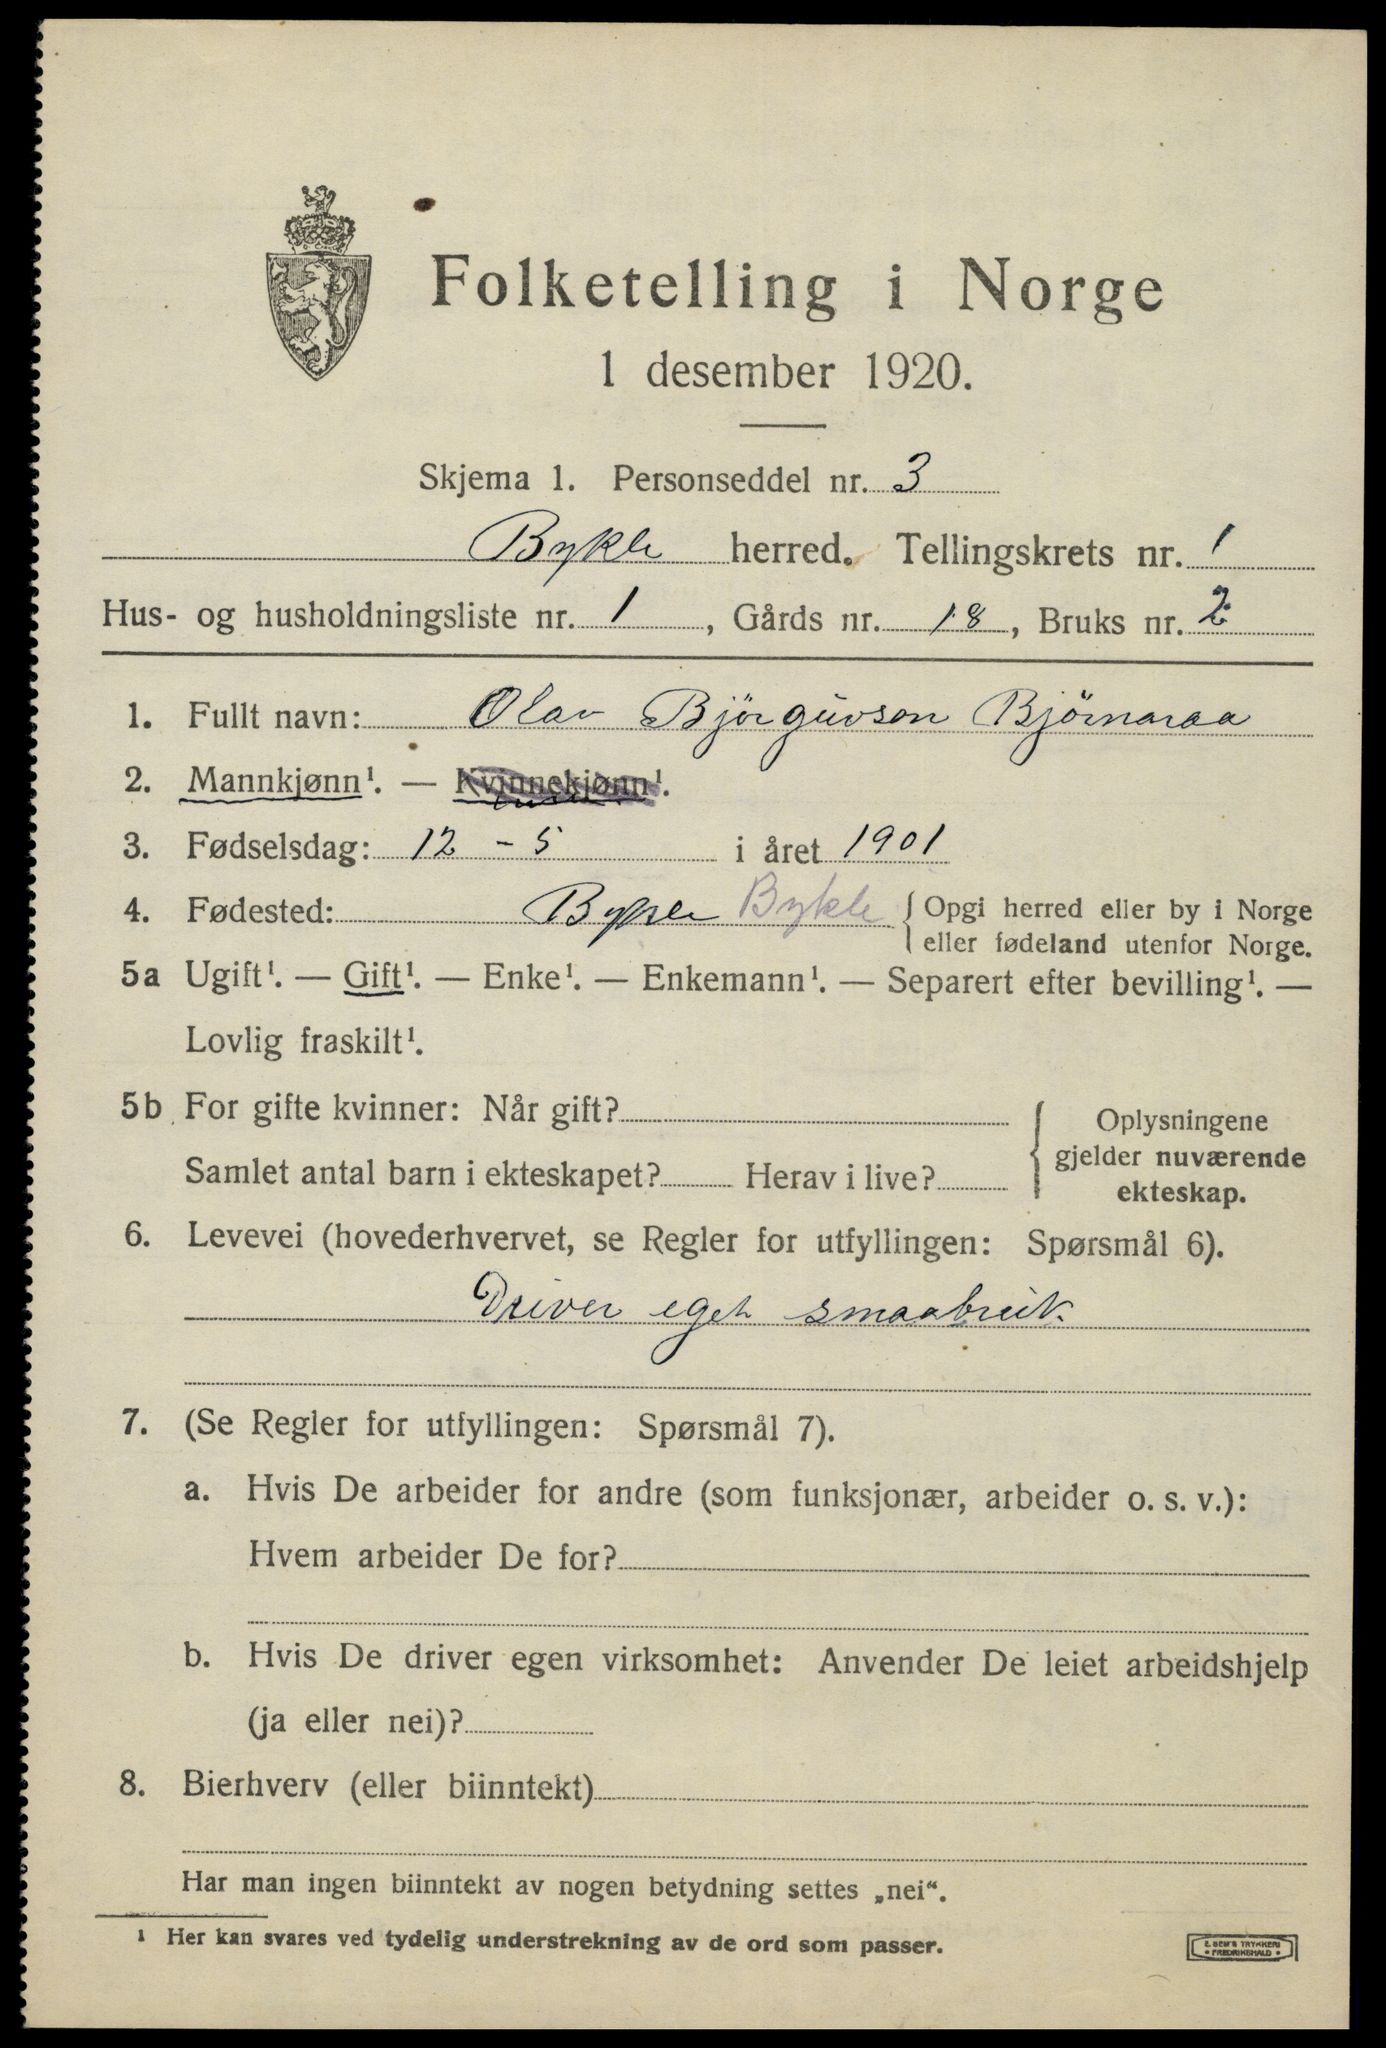 Folketelling i Norge
1 desember 1920.
Skjema 1. Personseddel nr. 3
Bykle herred. Tellingskrets nr. 1
Hus- og husholdningsliste nr. 1, Gårds nr. 18, Bruks nr. 2
1. Fullt navn: Olav Björguvson Björnaraa
2. Mannkjønn¹. — Kvinnekjønn¹.
3. Fødselsdag: 12 - 5 i året 1901
4. Fødested: Bykle Bykle { Opgi herred eller by i Norge
eller fødeland utenfor Norge.
5a Ugift¹. — Gift¹. — Enke¹. — Enkemann¹. — Separert efter bevilling¹. —
Lovlig fraskilt¹.
5b For gifte kvinner: Når gift?
Samlet antal barn i ekteskapet? Herav i live?
{ Oplysningene
gjelder nuværende
ekteskap.
6. Levevei (hovederhvervet, se Regler for utfyllingen: Spørsmål 6).
Driver eget smaabruk
7. (Se Regler for utfyllingen: Spørsmål 7).
a. Hvis De arbeider for andre (som funksjonær, arbeider o. s. v.):
Hvem arbeider De for?
b. Hvis De driver egen virksomhet: Anvender De leiet arbeidshjelp
(ja eller nei)?
8. Bierhverv (eller biinntekt)
Har man ingen biinntekt av nogen betydning settes „nei“.
¹ Her kan svares ved tydelig understrekning av de ord som passer.
E. SEM'S TRYKKERI
• FREDRIKSHALD •